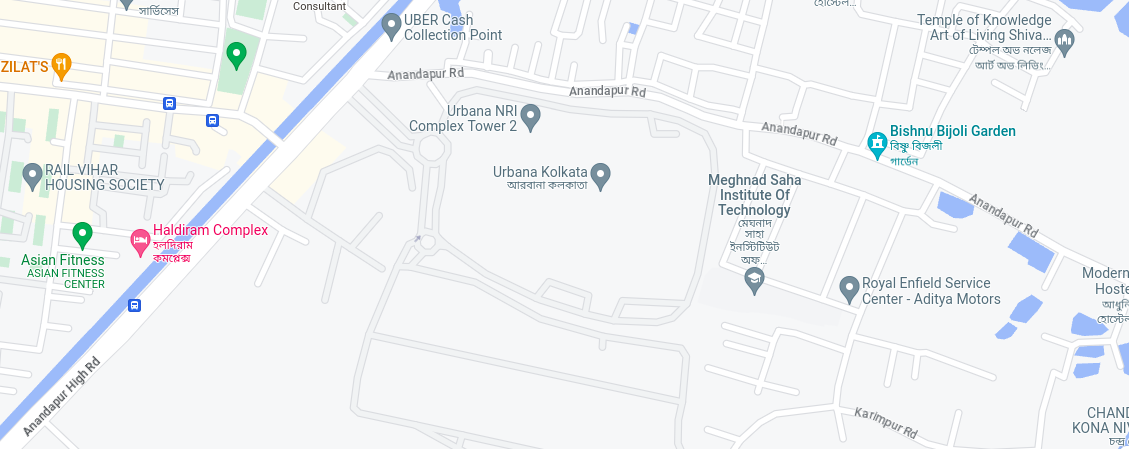 সার্ভিসেস
Consultant
UBER Cash
Collection Point
হোস্টেল...
Temple of Knowledge
Art of Living Shiva...
টেম্পল অভ নলেজ
আর্ট অভ লিভিং...
ZILAT'S
Anandapur Rd
Anandapur Rd
Urbana NRI
Complex Tower 2
Anandapur Rd
Bishnu Bijoli Garden
বিষ্ণু বিজলী
গার্ডেন
RAIL VIHAR
HOUSING SOCIETY
Urbana Kolkata
আরবানা কলকাতা
Meghnad Saha
Institute Of
Technology
মেঘনাদ
সাহা
ইনস্টিটিউট
অফ...
Anandapur Rd
Haldiram Complex
হলদিরাম
কমপ্লেক্স
Asian Fitness
ASIAN FITNESS
CENTER
Royal Enfield Service
Center - Aditya Motors
Modern
Hoste
আধুনি
হোস্টেল
Anandapur High Rd
Karimpur Rd
CHAND
KONA NIV
চন্দ্র